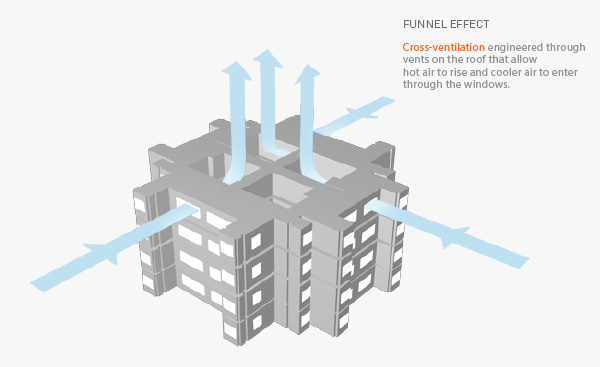 FUNNEL EFFECT
Cross-ventilation engineered through
vents on the roof that allow
hot air to rise and cooler air to enter
through the windows.